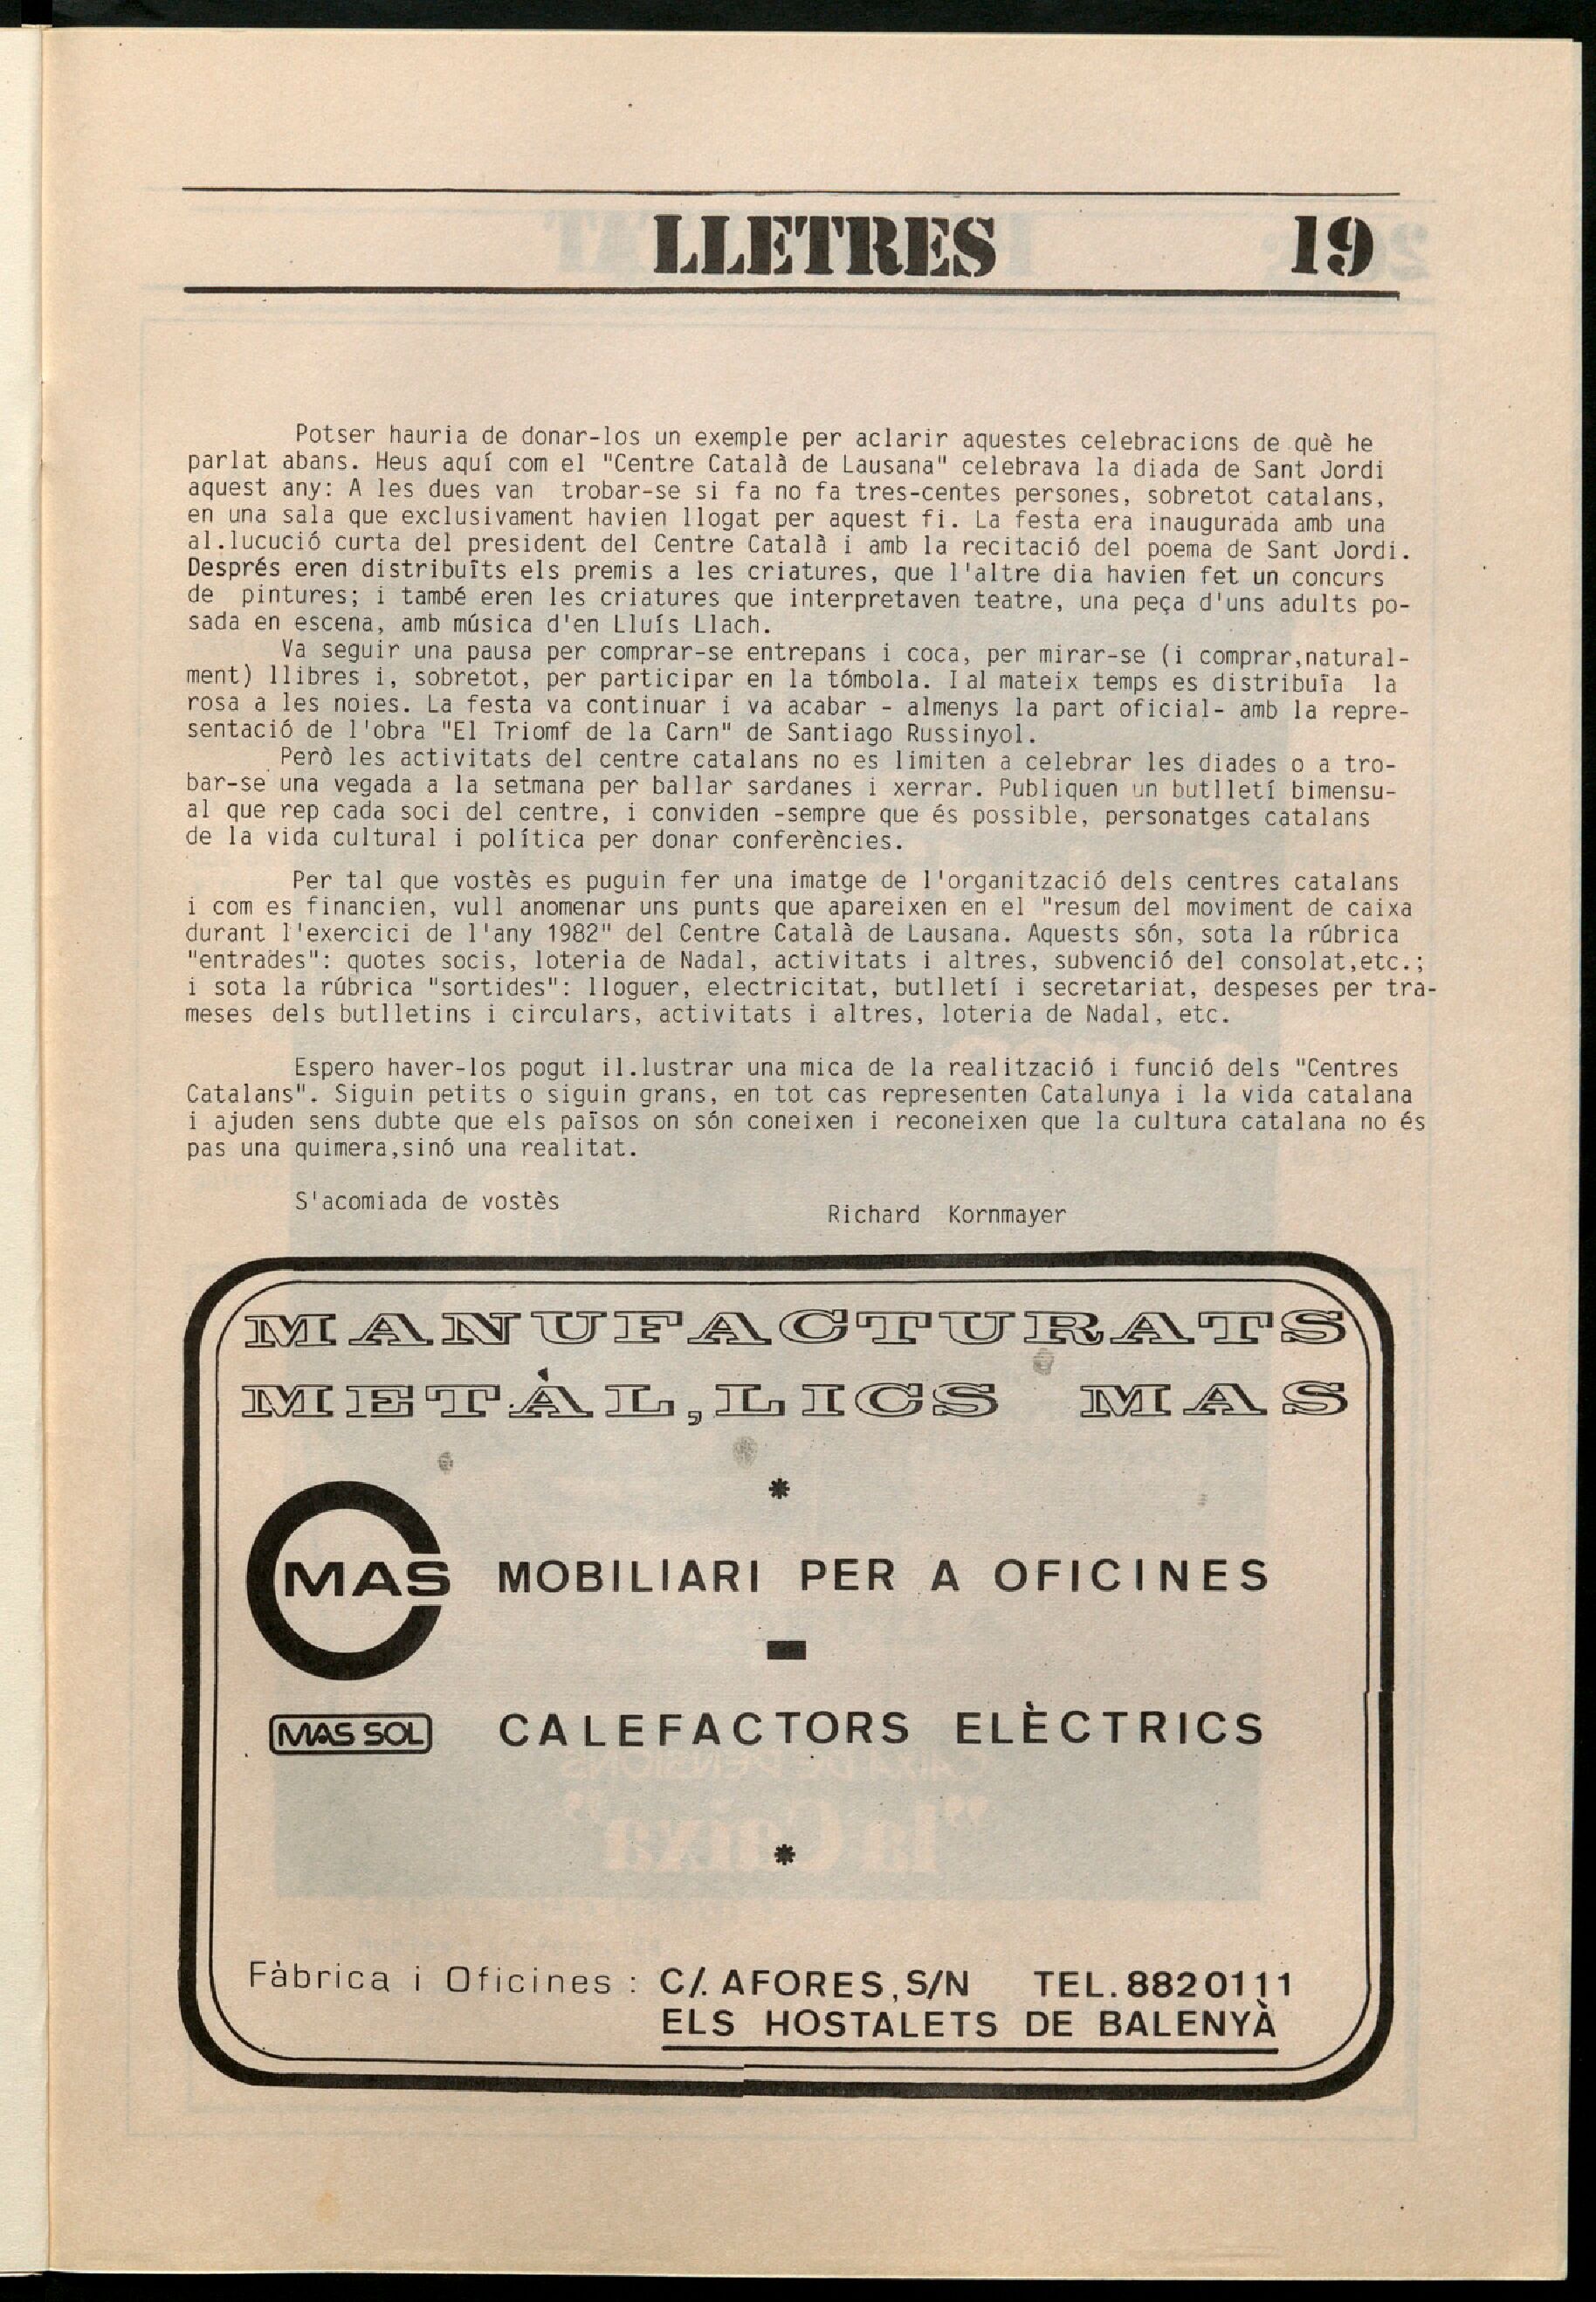 LLETRES 19
Potser hauria de donar-los un exemple per aclarir aquestes celebracions de què he
parlat abans. Heus aquí com el "Centre Català de Lausana" celebrava la diada de Sant Jordi
aquest any: A les dues van trobar-se si fa no fa tres-centes persones, sobretot catalans,
en una sala que exclusivament havien llogat per aquest fi. La festa era inaugurada amb una
al.lucució curta del president del Centre Català i amb la recitació del poema de Sant Jordi.
Després eren distribuïts els premis a les criatures, que l'altre dia havien fet un concurs
de pintures; i també eren les criatures que interpretaven teatre, una peça d'uns adults po-
sada en escena, amb música d'en Lluís Llach.
Va seguir una pausa per comprar-se entrepans i coca, per mirar-se (i comprar,natural-
ment) llibres i, sobretot, per participar en la tómbola. I al mateix temps es distribuïa la
rosa a les noies. La festa va continuar i va acabar - almenys la part oficial- amb la repre-
sentació de l'obra "El Triomf de la Carn" de Santiago Russinyol.
Però les activitats del centre catalans no es limiten a celebrar les diades o a tro-
bar-se una vegada a la setmana per ballar sardanes i xerrar. Publiquen un butlletí bimensu-
al que rep cada soci del centre, i conviden -sempre que és possible, personatges catalans
de la vida cultural i política per donar conferències.
Per tal que vostès es puguin fer una imatge de l'organització dels centres catalans
i com es financien, vull anomenar uns punts que apareixen en el "resum del moviment de caixa
durant l'exercici de l'any 1982" del Centre Català de Lausana. Aquests són, sota la rúbrica
"entrades": quotes socis, loteria de Nadal, activitats i altres, subvenció del consolat,etc.;
i sota la rúbrica "sortides": lloguer, electricitat, butlletí i secretariat, despeses per tra-
meses dels butlletins i circulars, activitats i altres, loteria de Nadal, etc.
Espero haver-los pogut il.lustrar una mica de la realització i funció dels "Centres
Catalans". Siguin petits o siguin grans, en tot cas representen Catalunya i la vida catalana
i ajuden sens dubte que els països on són coneixen i reconeixen que la cultura catalana no és
pas una quimera,sinó una realitat.
S'acomiada de vostès
Richard Kornmayer
MANUFACTURATS
METÀL,LICS MAS
*
MAS MOBILIARI PER A OFICINES
-
MAS SOL CALEFACTORS ELÈCTRICS
*
Fàbrica i Oficines : C/. AFORES, S/N TEL. 8820111
ELS HOSTALETS DE BALENYÀ